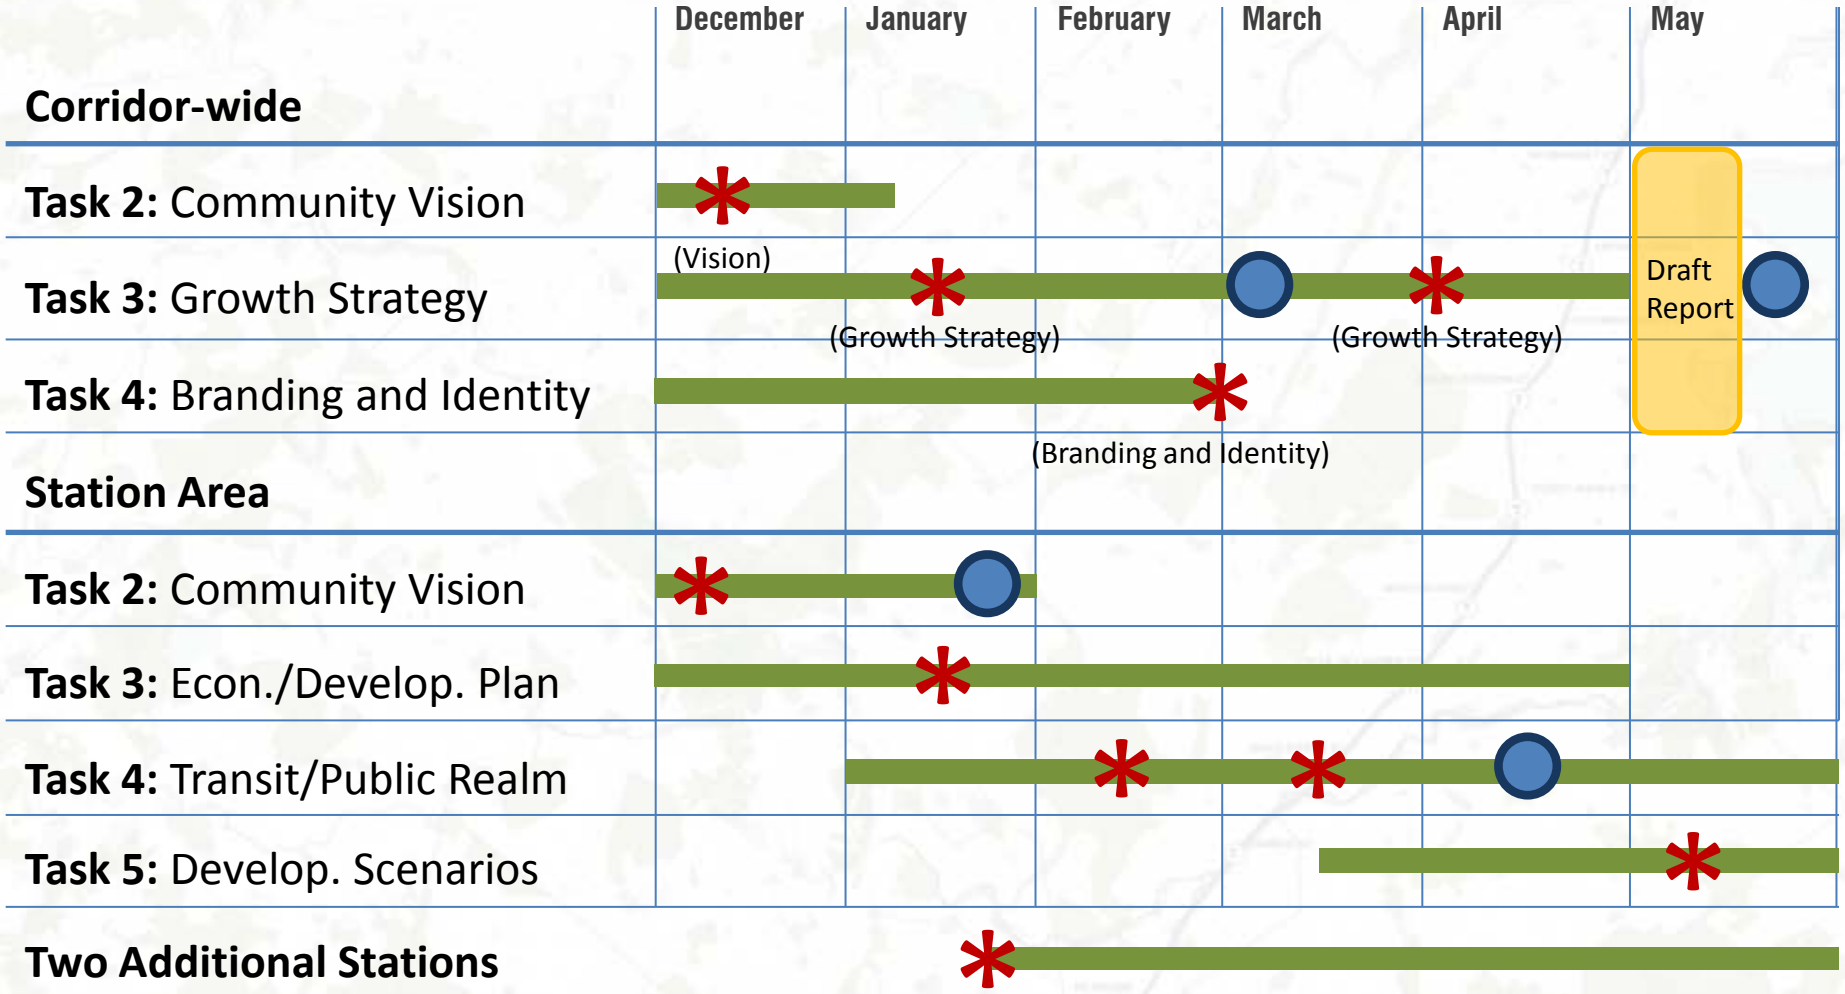 December January February March April May
Corridor-wide
Task 2: Community Vision
(Vision)
Task 3: Growth Strategy
Draft
Report
(Growth Strategy) (Growth Strategy)
Task 4: Branding and Identity
(Branding and Identity)
Station Area
Task 2: Community Vision
Task 3: Econ./Develop. Plan
Task 4: Transit/Public Realm
Task 5: Develop. Scenarios
Two Additional Stations